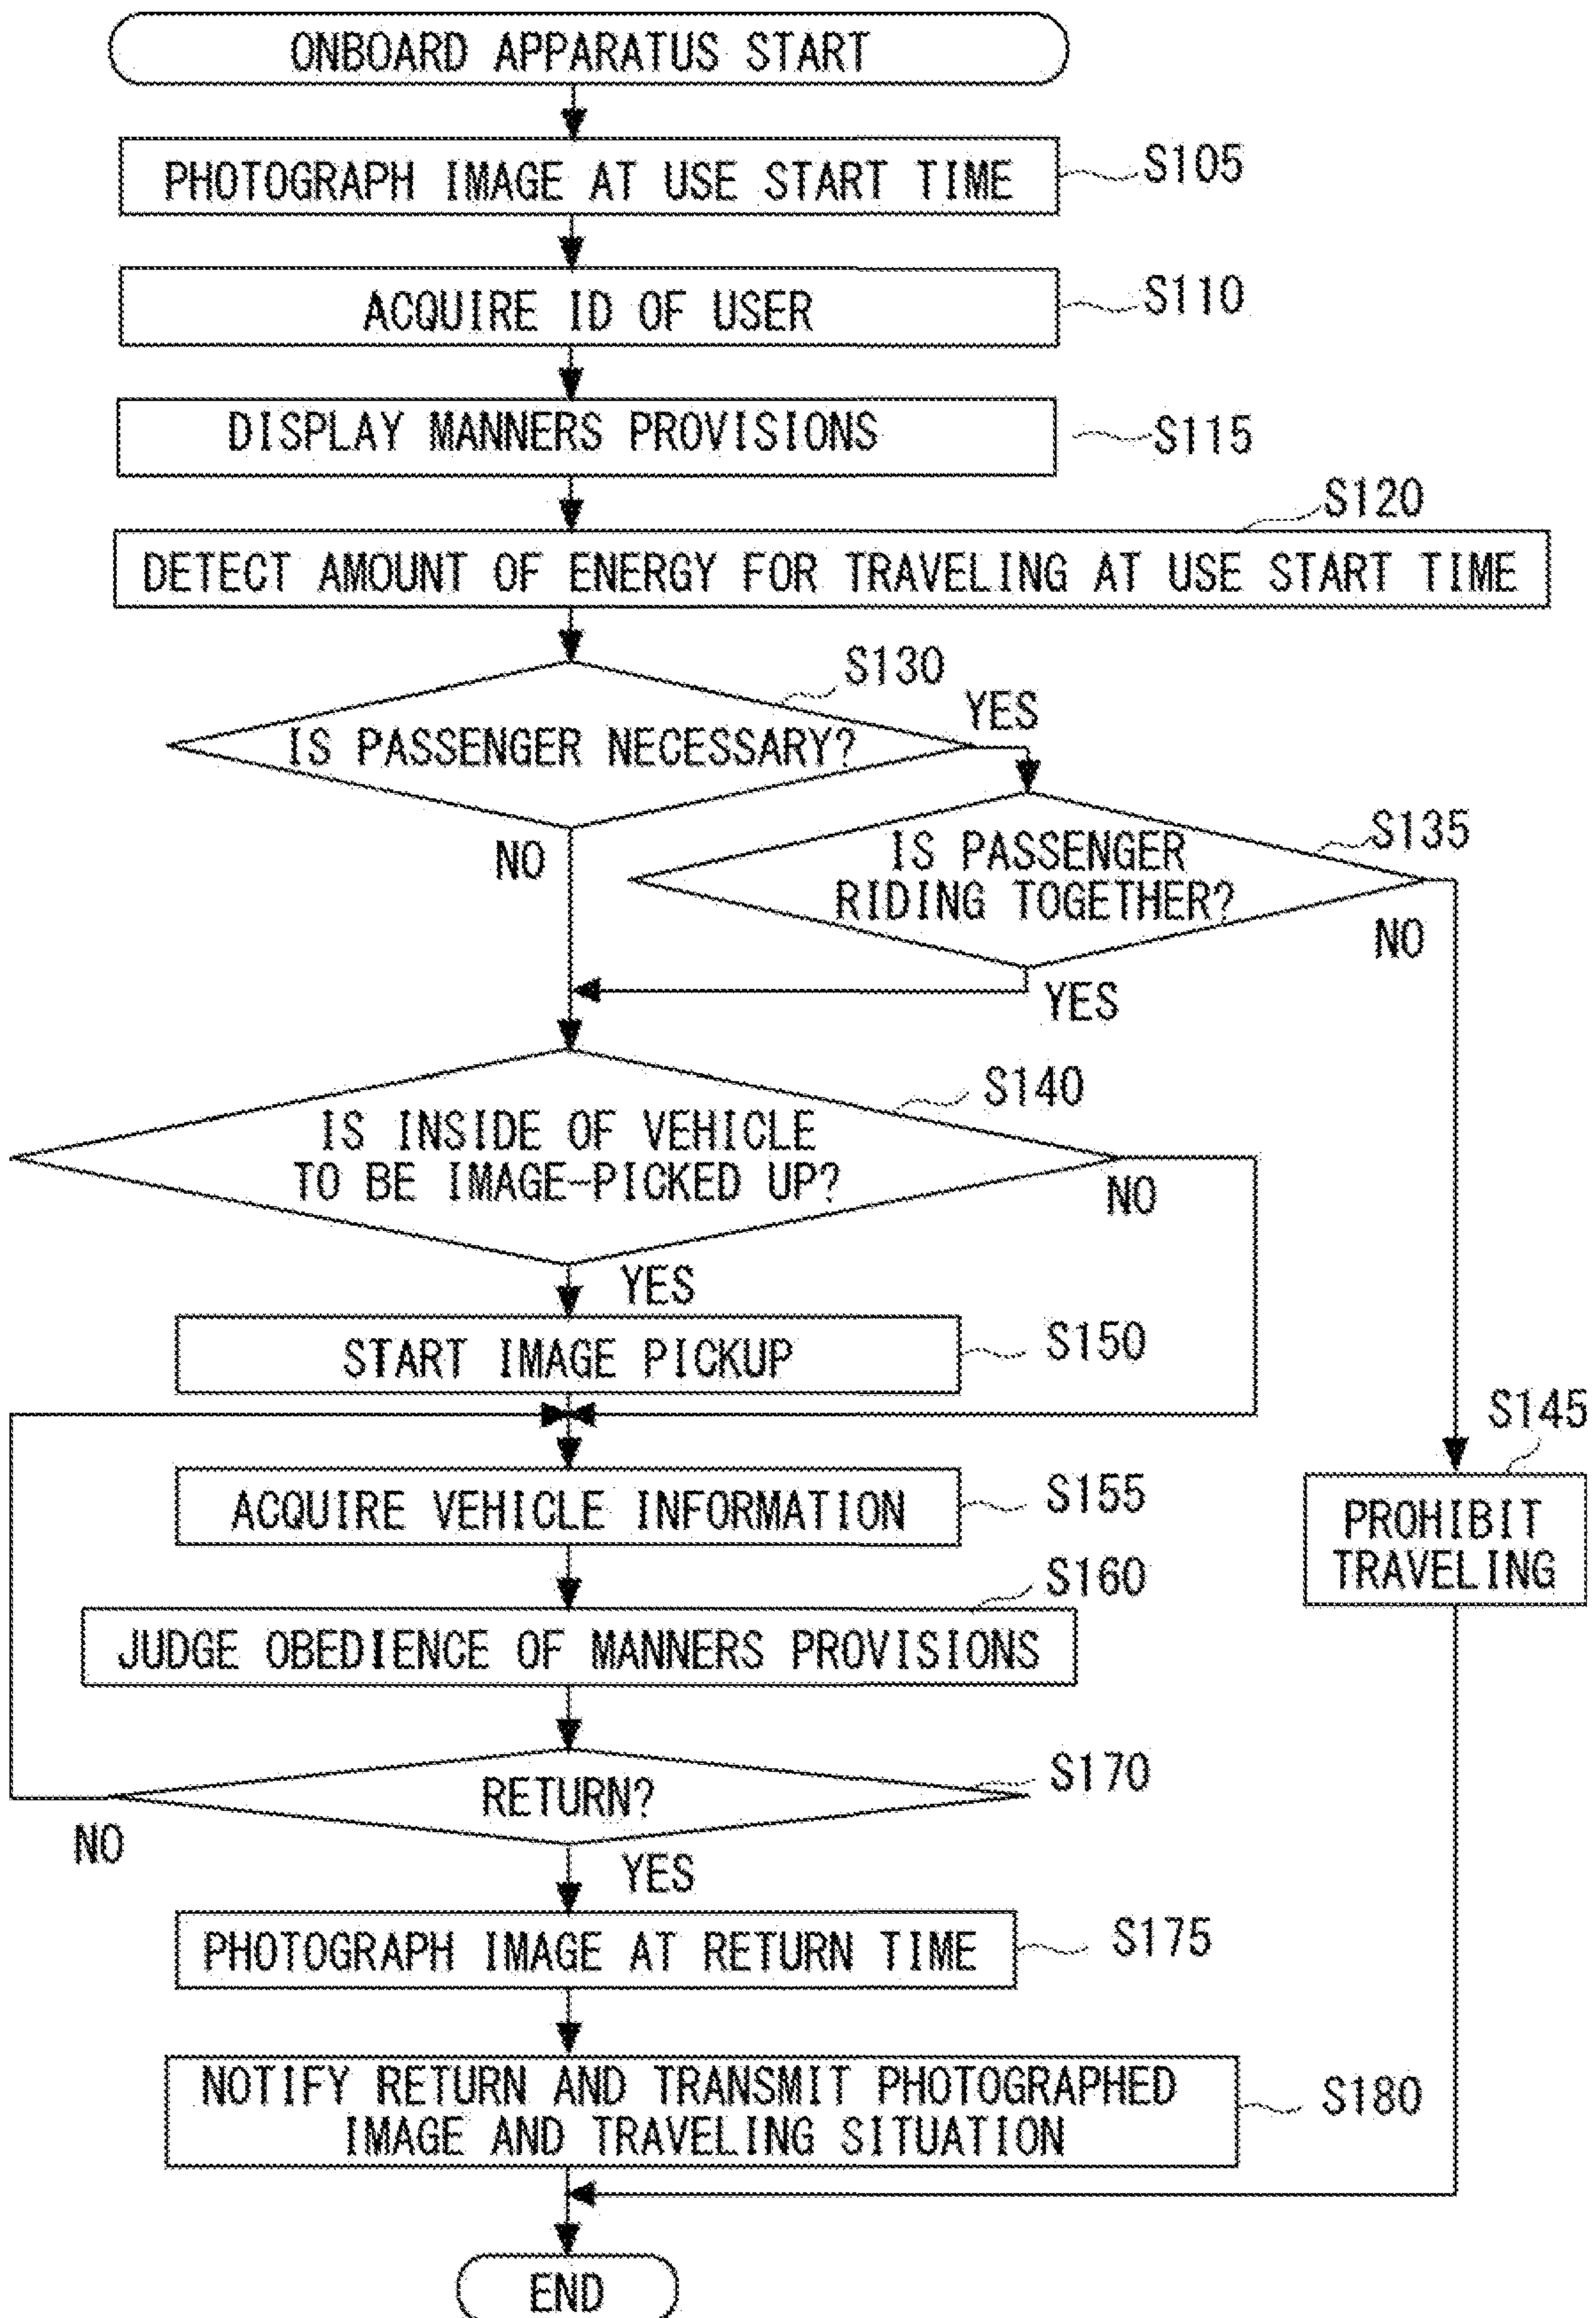 ONBOARD APPARATUS START
PHOTOGRAPH IMAGE AT USE START TIME
S105
ACQUIRE ID OF USER
S110
DISPLAY MANNERS PROVISIONS
S115
S120
DETECT AMOUNT OF ENERGY FOR TRAVELING AT USE START TIME
S130
IS PASSENGER NECESSARY?
YES
NO
S135
IS PASSENGER
RIDING TOGETHER?
NO
YES
S140
IS INSIDE OF VEHICLE
TO BE IMAGE-PICKED UP?
NO
YES
START IMAGE PICKUP
S150
S145
PROHIBIT
TRAVELING
ACQUIRE VEHICLE INFORMATION
S155
S160
JUDGE OBEDIENCE OF MANNERS PROVISIONS
RETURN?
S170
NO
YES
PHOTOGRAPH IMAGE AT RETURN TIME
S175
NOTIFY RETURN AND TRANSMIT PHOTOGRAPHED
IMAGE AND TRAVELING SITUATION
S180
END